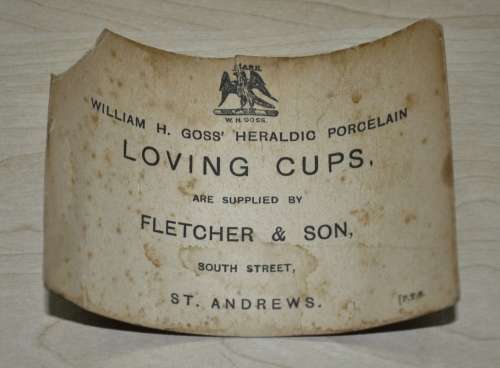 MARK
W.H. GOSS.
WILLIAM H. GOSS' HERALDIC PORCELAIN
LOVING CUPS,
ARE SUPPLIED BY
FLETCHER & SON,
SOUTH STREET,
ST. ANDREWS.
[P.T.O.